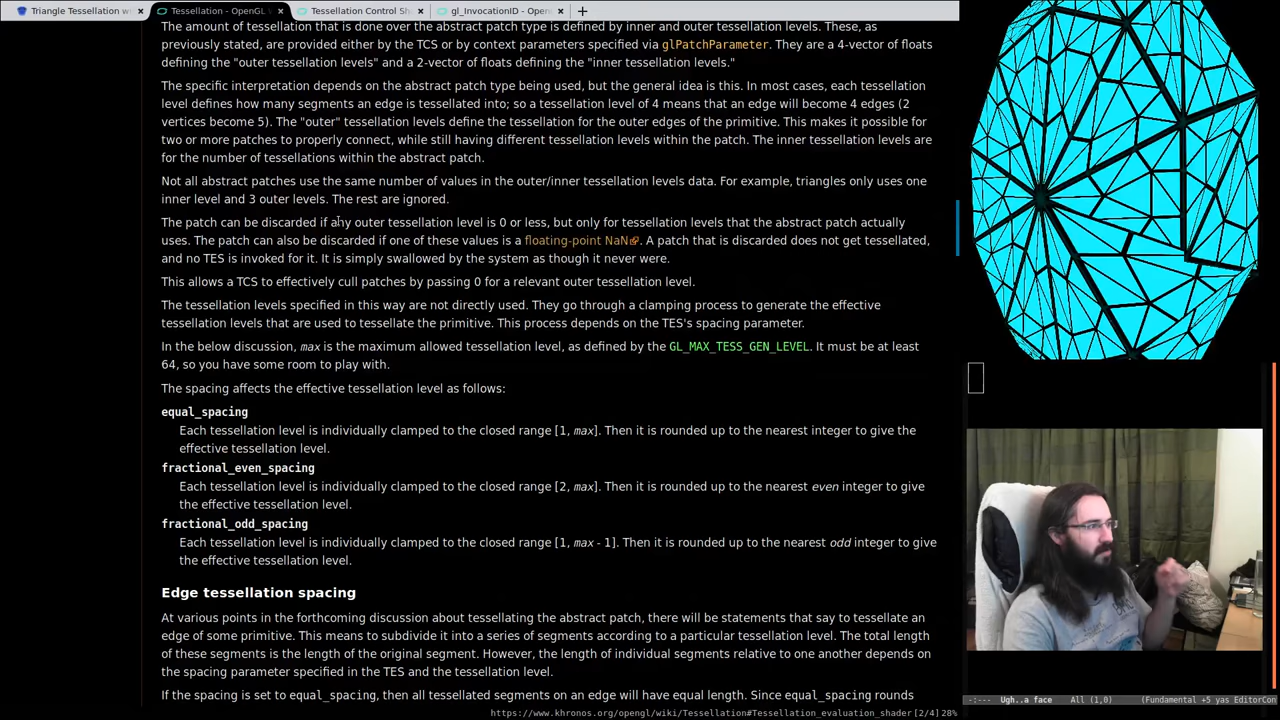 Triangle Tessellation w
Tessellation - OpenGL
Tessellation Control Sh
gl_InvocationID - Open
The amount of tessellation that is done over the abstract patch type is defined by inner and outer tessellation levels. These, as
previously stated, are provided either by the TCS or by context parameters specified via glPatchParameter. They are a 4-vector of floats
defining the "outer tessellation levels" and a 2-vector of floats defining the "inner tessellation levels."
The specific interpretation depends on the abstract patch type being used, but the general idea is this. In most cases, each tessellation
level defines how many segments an edge is tessellated into; so a tessellation level of 4 means that an edge will become 4 edges (2
vertices become 5). The "outer" tessellation levels define the tessellation for the outer edges of the primitive. This makes it possible for
two or more patches to properly connect, while still having different tessellation levels within the patch. The inner tessellation levels are
for the number of tessellations within the abstract patch.
Not all abstract patches use the same number of values in the outer/inner tessellation levels data. For example, triangles only uses one
inner level and 3 outer levels. The rest are ignored.
The patch can be discarded if any outer tessellation level is 0 or less, but only for tessellation levels that the abstract patch actually
uses. The patch can also be discarded if one of these values is a floating-point NaN. A patch that is discarded does not get tessellated,
and no TES is invoked for it. It is simply swallowed by the system as though it never were.
This allows a TCS to effectively cull patches by passing 0 for a relevant outer tessellation level.
The tessellation levels specified in this way are not directly used. They go through a clamping process to generate the effective
tessellation levels that are used to tessellate the primitive. This process depends on the TES's spacing parameter.
In the below discussion, max is the maximum allowed tessellation level, as defined by the GL_MAX_TESS_GEN_LEVEL. It must be at least
64, so you have some room to play with.
The spacing affects the effective tessellation level as follows:
equal_spacing
Each tessellation level is individually clamped to the closed range [1, max]. Then it is rounded up to the nearest integer to give the
effective tessellation level.
fractional_even_spacing
Each tessellation level is individually clamped to the closed range [2, max]. Then it is rounded up to the nearest even integer to give
the effective tessellation level.
fractional_odd_spacing
Each tessellation level is individually clamped to the closed range [1, max - 1]. Then it is rounded up to the nearest odd integer to give
the effective tessellation level.
Edge tessellation spacing
At various points in the forthcoming discussion about tessellating the abstract patch, there will be statements that say to tessellate an
edge of some primitive. This means to subdivide it into a series of segments according to a particular tessellation level. The total length
of these segments is the length of the original segment. However, the length of individual segments relative to one another depends on
the spacing parameter specified in the TES and the tessellation level.
If the spacing is set to equal_spacing, then all tessellated segments on an edge will have equal length. Since equal_spacing rounds
https://www.khronos.org/opengl/wiki/Tessellation#Tessellation_evaluation_shader [2/4] 28%
-:--- Ugh..a face All (1,0) (Fundamental +5 yas EditorCon